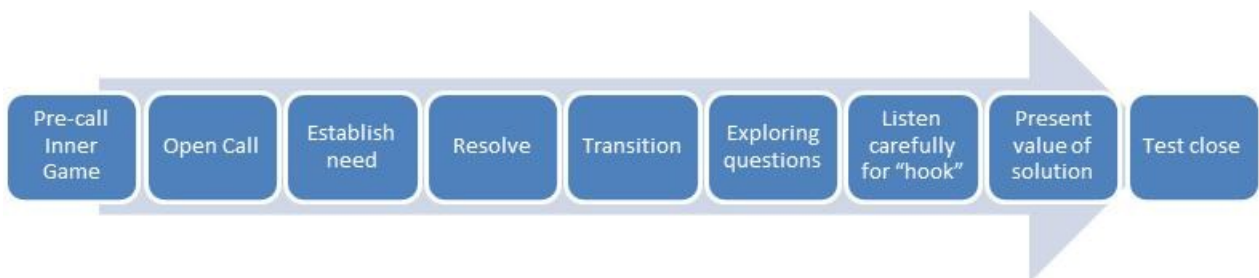 Pre-call
Inner
Game
Open Call
Establish
need
Resolve
Transition
Exploring
questions
Listen
carefully
for “hook”
Present
value of
solution
Test close